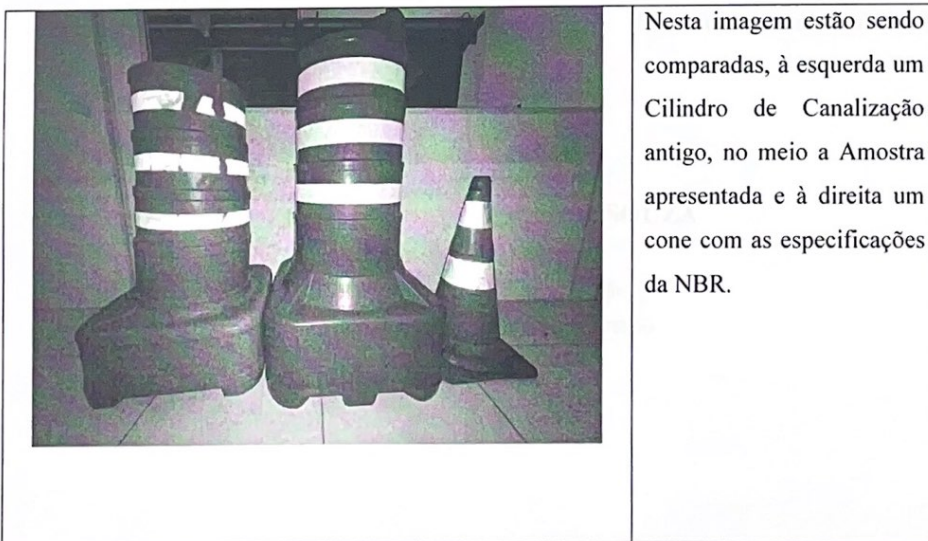 Nesta imagem estão sendo
comparadas, à esquerda um
Cilindro de Canalização
antigo, no meio a Amostra
apresentada e à direita um
cone com as especificações
da NBR.